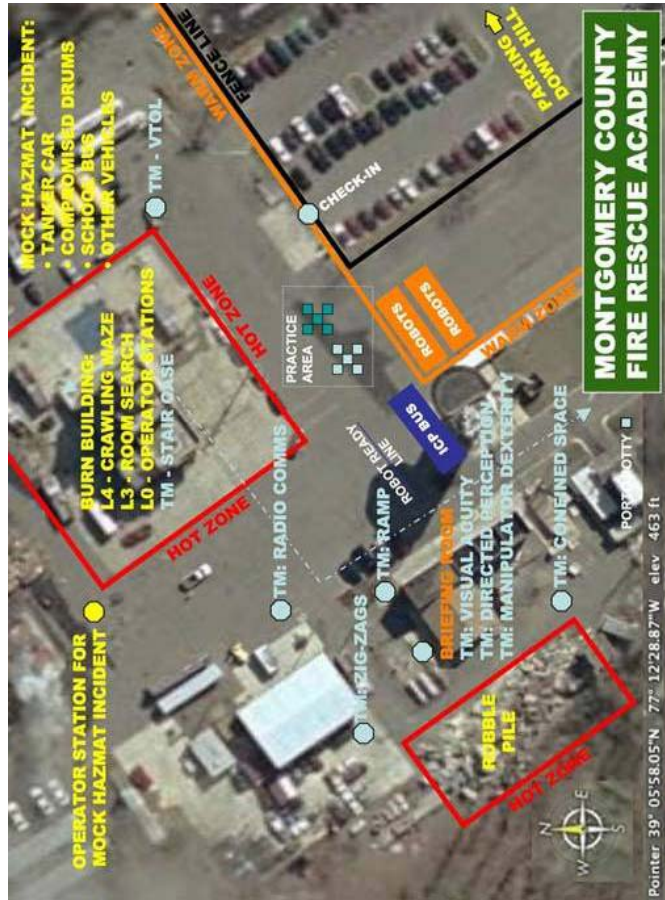 OPERATOR STATION FOR
MOCK HAZMAT INCIDENT
MOCK HAZMAT INCIDENT:
• TANKER CAR
• COMPROMISED DRUMS
• SCHOOL BUS
• OTHER VEHICLES
BURN BUILDING:
L4 - CRAWLING MAZE
L3 - ROOM SEARCH
L0 - OPERATOR STATIONS
TM - STAIR CASE
TM - VTOL
HOT ZONE
HOT ZONE
WARM ZONE
FENCE LINE
TM: RADIO COMMS
PRACTICE
AREA
CHECK-IN
PARKING
DOWN HILL
TM: ZIG-ZAGS
TM: RAMP
ROBOT READY
LINE
ICP BUS
ROBOTS
ROBOTS
WARM ZONE
BRIEFING ROOM
TM: VISUAL ACUITY
TM: DIRECTED PERCEPTION
TM: MANIPULATOR DEXTERITY
RUBBLE
PILE
HOT ZONE
TM: CONFINED SPACE
PORT-A-POTTY
MONTGOMERY COUNTY
FIRE RESCUE ACADEMY
N
E
S
W
Pointer 39° 05'58.05"N 77° 12'28.87"W elev 463 ft